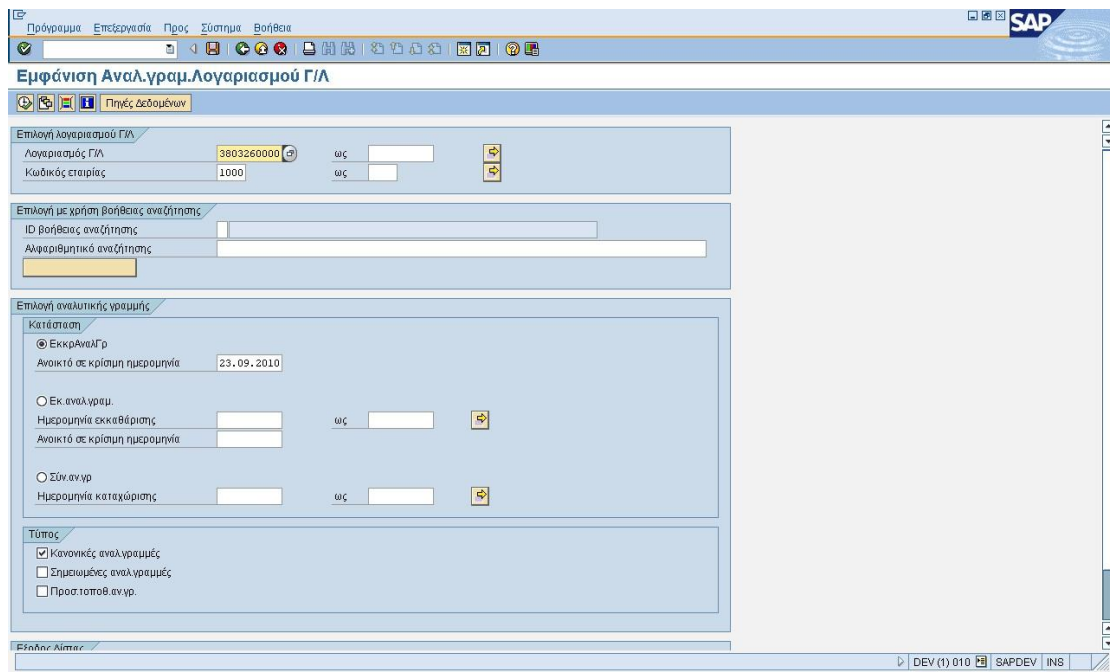 Πρόγραμμα Επεξεργασία Προς Σύστημα Βοήθεια
SAP
Εμφάνιση Αναλ.γραμ.Λογαριασμού Γ/Λ
Πηγές Δεδομένων
Επιλογή λογαριασμού Γ/Λ
Λογαριασμός Γ/Λ 3803260000 ως
Κωδικός εταιρίας 1000 ως
Επιλογή με χρήση βοήθειας αναζήτησης
ID βοήθειας αναζήτησης
Αλφαριθμητικό αναζήτησης
Επιλογή αναλυτικής γραμμής
Κατάσταση
ΕκκρΑναλΓρ
Ανοικτό σε κρίσιμη ημερομηνία 23.09.2010
Εκ.αναλ.γραμ.
Ημερομηνία εκκαθάρισης ως
Ανοικτό σε κρίσιμη ημερομηνία
Σύν.αν.γρ
Ημερομηνία καταχώρισης ως
Τύπος
Κανονικές αναλ.γραμμές
Σημειωμένες αναλ.γραμμές
Προσ.τοποθ.αν.γρ.
Εξοδος Λίστας
DEV (1) 010 SAPDEV INS